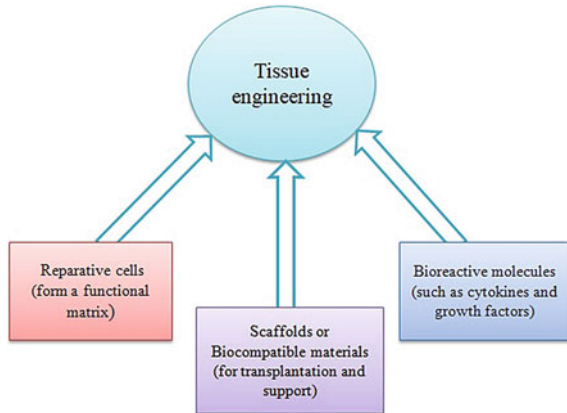 Tissue
engineering
Reparative cells
(form a functional
matrix)
Scaffolds or
Biocompatible materials
(for transplantation and
support)
Bioreactive molecules
(such as cytokines and
growth factors)